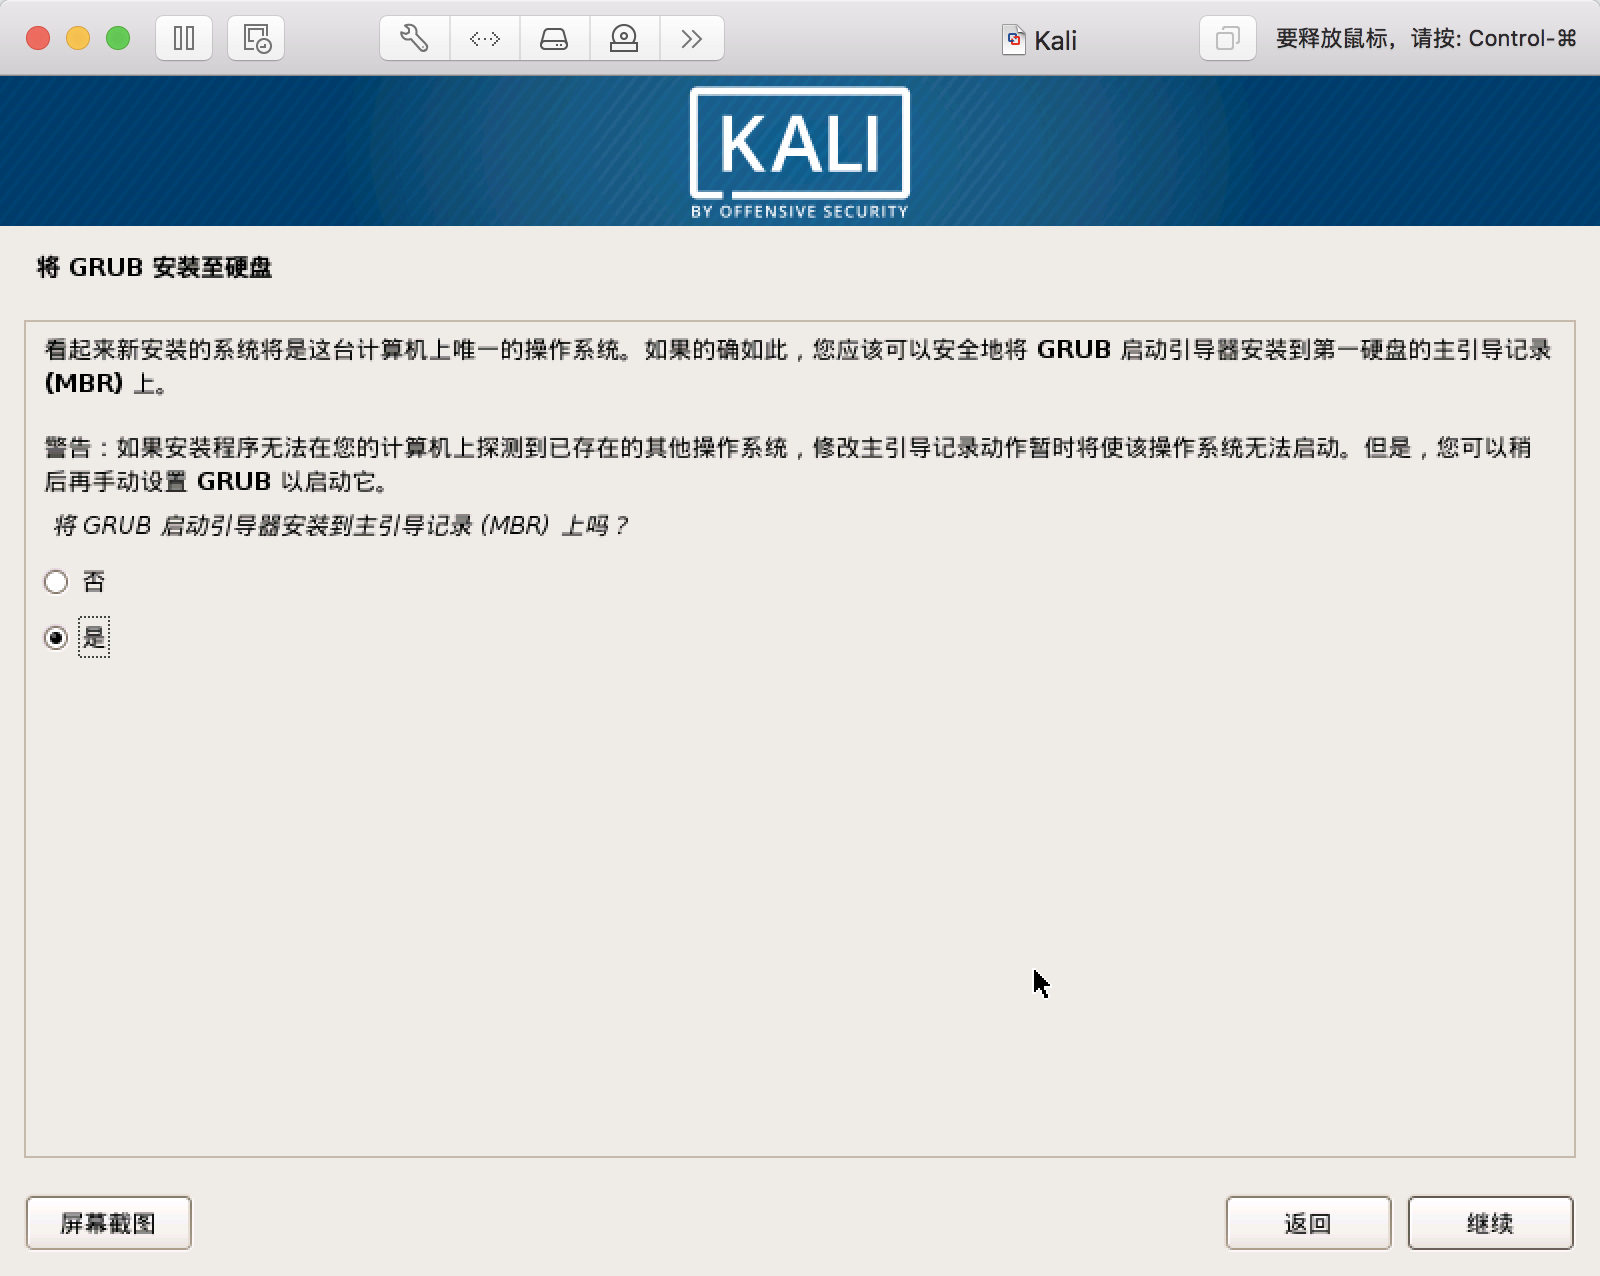 Kali
要释放鼠标，请按: Control-⌘
KALI
BY OFFENSIVE SECURITY
将 GRUB 安装至硬盘
看起来新安装的系统将是这台计算机上唯一的操作系统。如果的确如此，您应该可以安全地将 GRUB 启动引导器安装到第一硬盘的主引导记录
(MBR) 上。
警告：如果安装程序无法在您的计算机上探测到已存在的其他操作系统，修改主引导记录动作暂时将使该操作系统无法启动。但是，您可以稍
后再手动设置 GRUB 以启动它。
将 GRUB 启动引导器安装到主引导记录 (MBR) 上吗？
否
是
屏幕截图
返回
继续